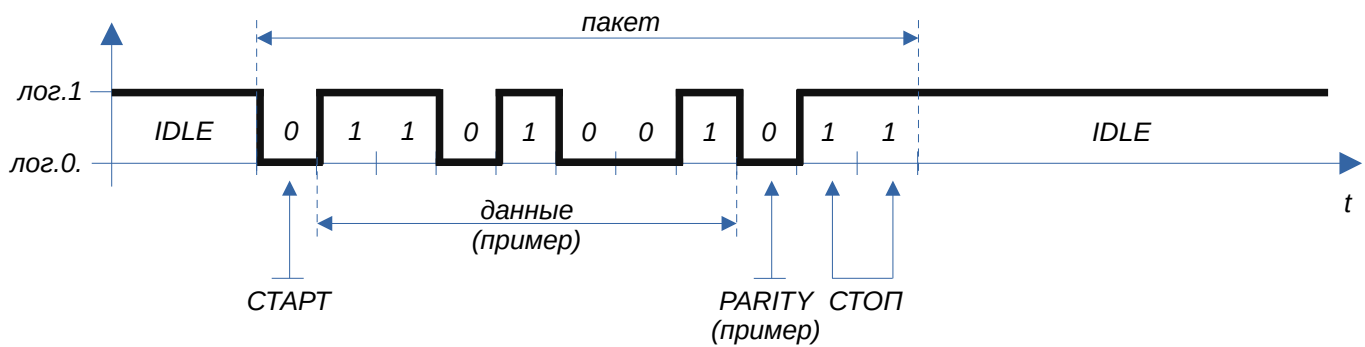 пакет
лог.1
IDLE 0 1 1 0 1 0 0 1 0 1 1 IDLE
лог.0.
t
данные
(пример)
СТАРТ
PARITY СТОП
(пример)